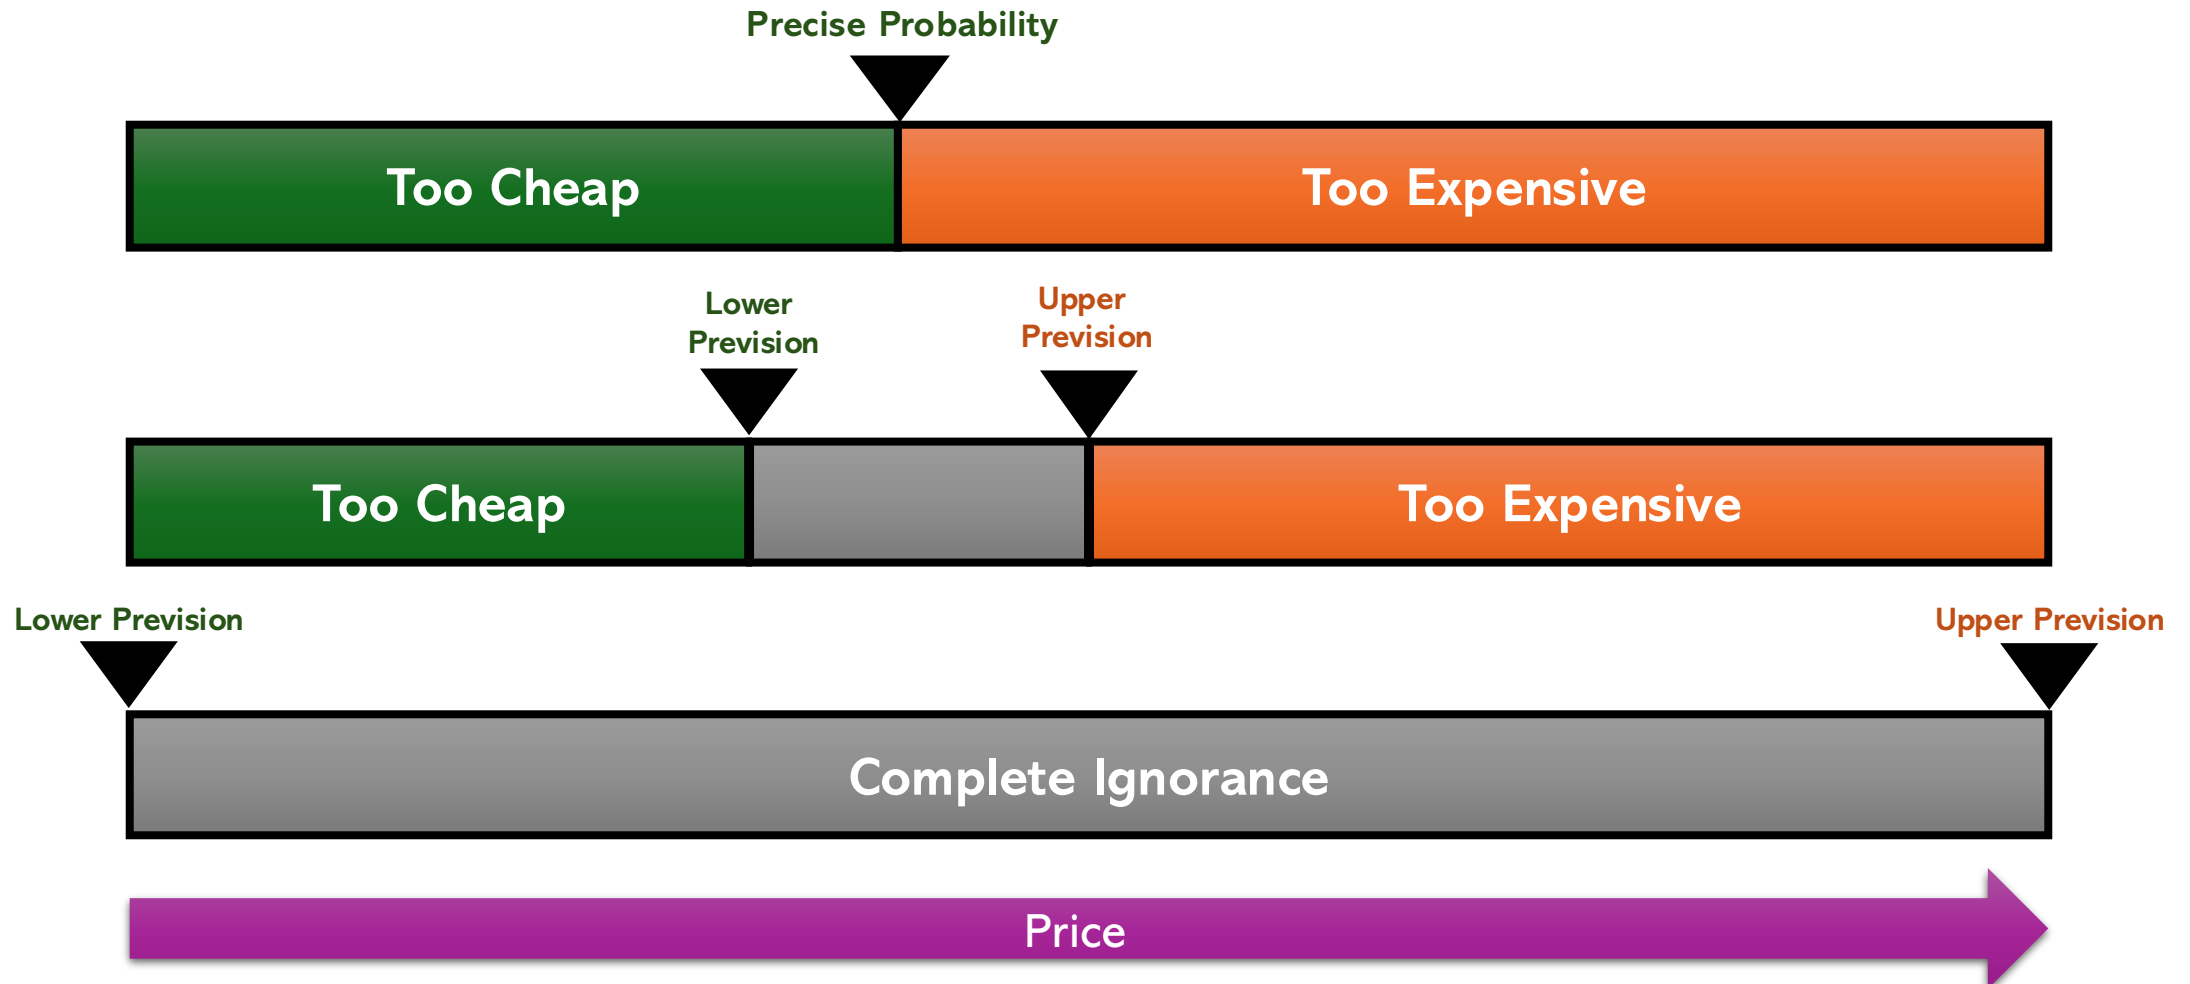 Precise Probability
Too Cheap
Too Expensive
Lower
Prevision
Upper
Prevision
Too Cheap
Too Expensive
Lower Prevision
Upper Prevision
Complete Ignorance
Price